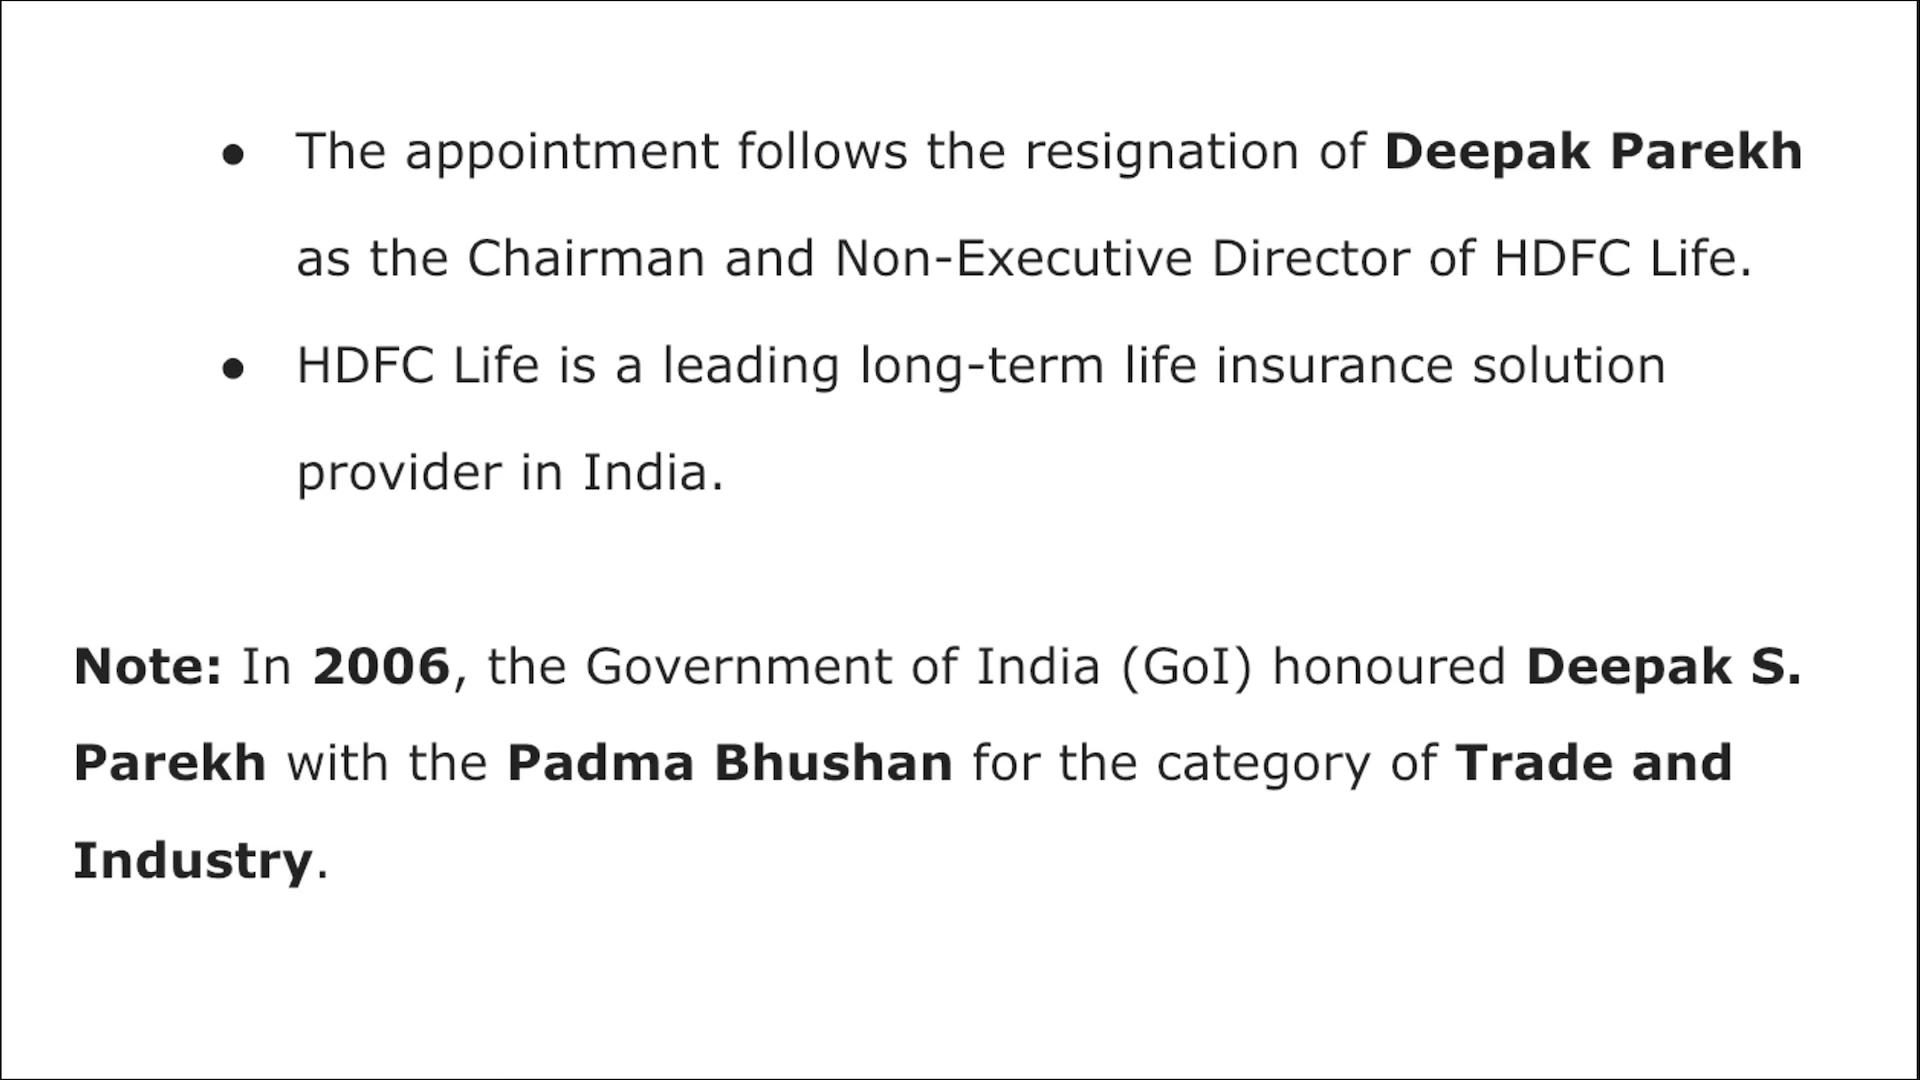 ● The appointment follows the resignation of Deepak Parekh
as the Chairman and Non-Executive Director of HDFC Life.
● HDFC Life is a leading long-term life insurance solution
provider in India.
Note: In 2006, the Government of India (GoI) honoured Deepak S.
Parekh with the Padma Bhushan for the category of Trade and
Industry.